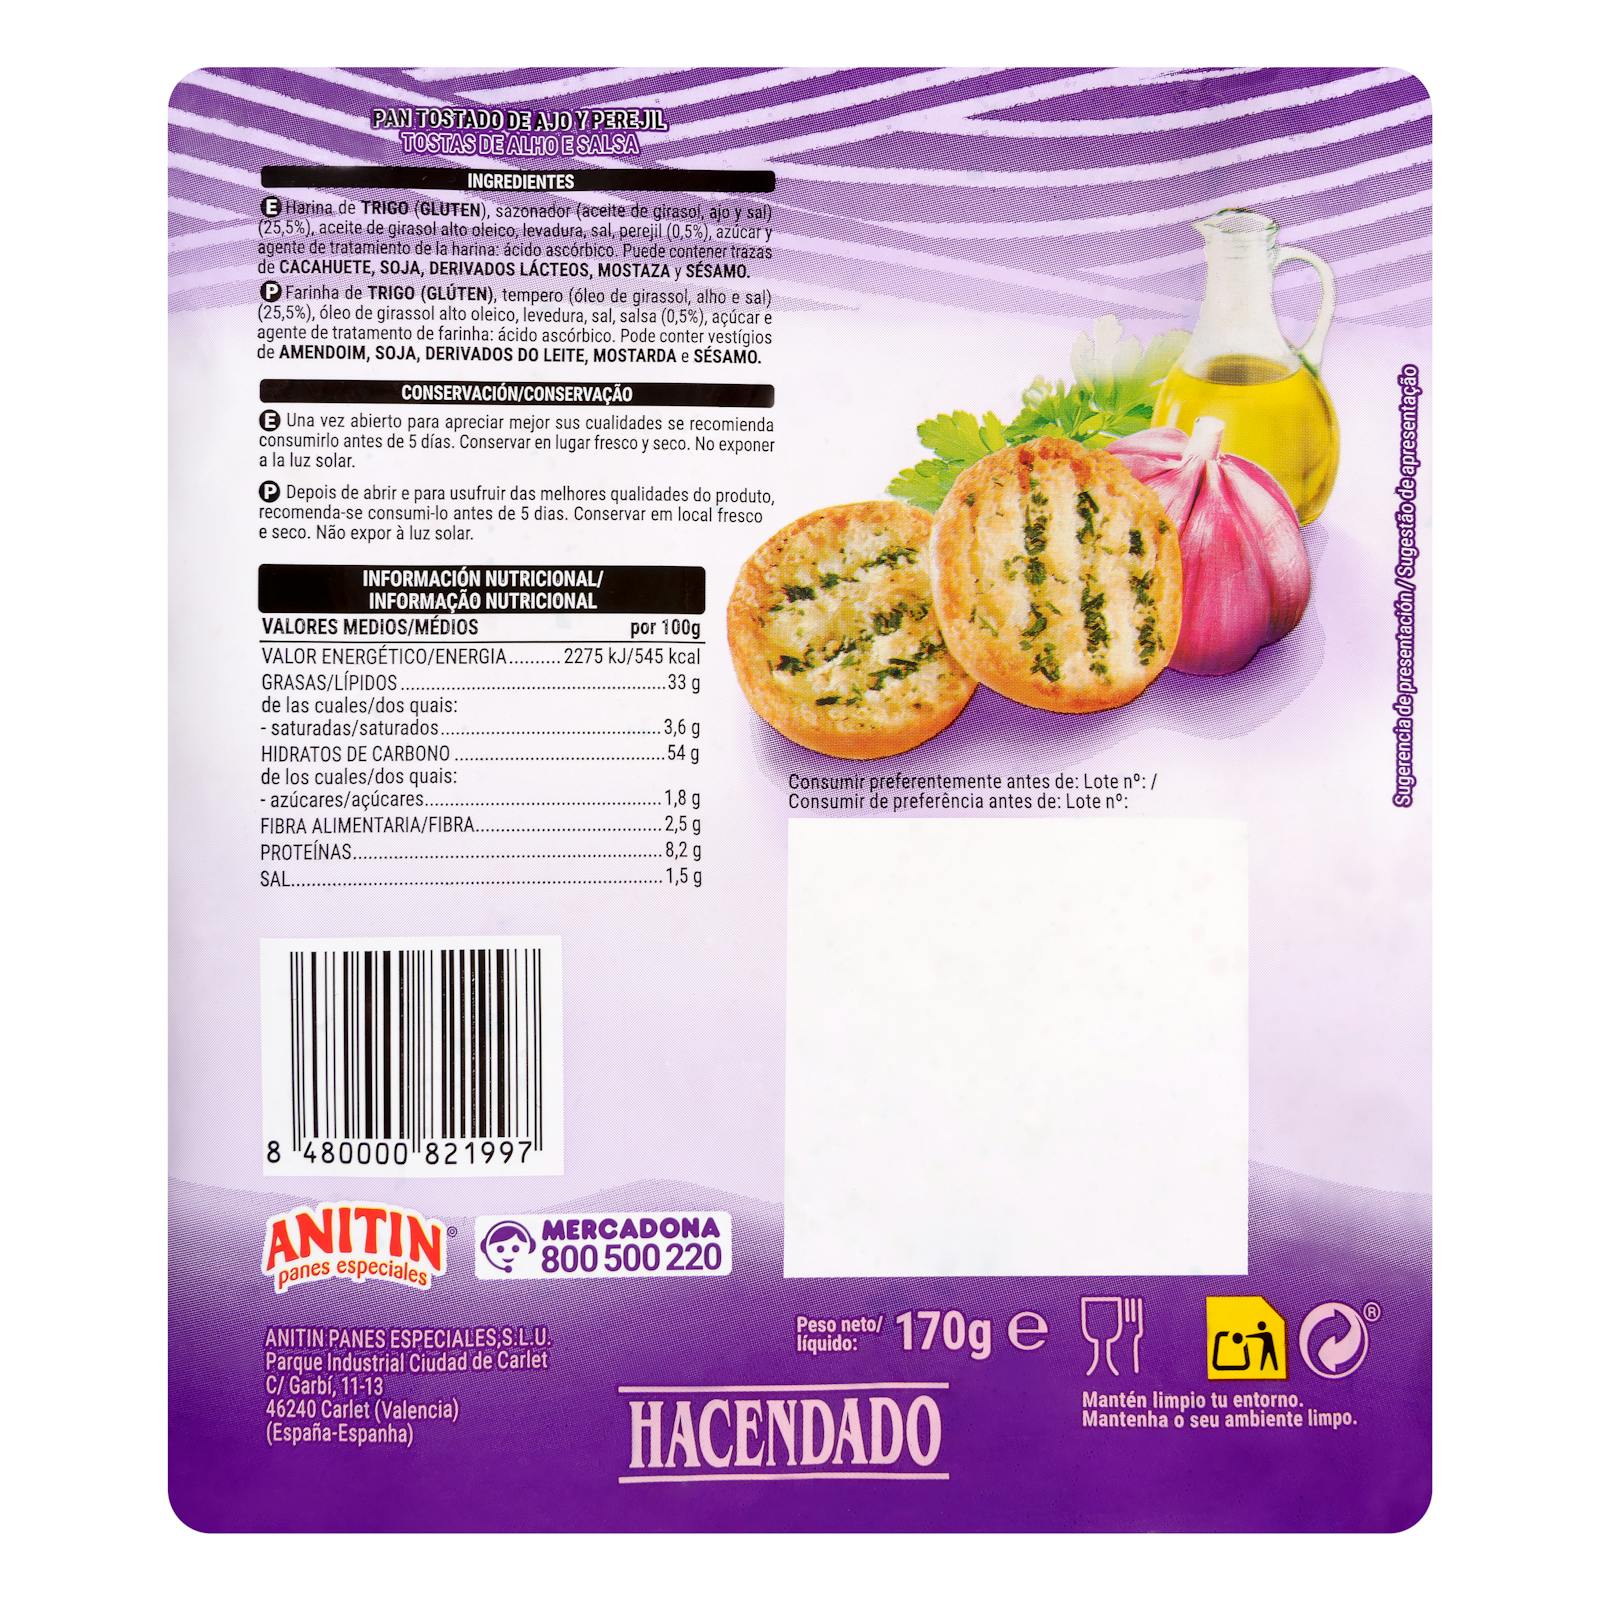 PAN TOSTADO DE AJO Y PEREJIL
TOSTAS DE ALHO E SALSA
INGREDIENTES
E Harina de TRIGO (GLUTEN), sazonador (aceite de girasol, ajo y sal)
(25,5%), aceite de girasol alto oleico, levadura, sal, perejil (0,5%), azúcar y
agente de tratamiento de la harina: ácido ascórbico. Puede contener trazas
de CACAHUETE, SOJA, DERIVADOS LÁCTEOS, MOSTAZA y SÉSAMO.
P Farinha de TRIGO (GLÚTEN), tempero (óleo de girassol, alho e sal)
(25,5%), óleo de girassol alto oleico, levedura, sal, salsa (0,5%), açúcar e
agente de tratamento de farinha: ácido ascórbico. Pode conter vestígios
de AMENDOIM, SOJA, DERIVADOS DO LEITE, MOSTARDA e SÉSAMO.
CONSERVACIÓN/CONSERVAÇÃO
E Una vez abierto para apreciar mejor sus cualidades se recomienda
consumirlo antes de 5 días. Conservar en lugar fresco y seco. No exponer
a la luz solar.
P Depois de abrir e para usufruir das melhores qualidades do produto,
recomenda-se consumi-lo antes de 5 dias. Conservar em local fresco
e seco. Não expor à luz solar.
INFORMACIÓN NUTRICIONAL/
INFORMAÇÃO NUTRICIONAL
VALORES MEDIOS/MÉDIOS por 100g
VALOR ENERGÉTICO/ENERGIA.......... 2275 kJ/545 kcal
GRASAS/LÍPIDOS.......... 33 g
de las cuales/dos quais:
- saturadas/saturados.......... 3,6 g
HIDRATOS DE CARBONO.......... 54 g
de los cuales/dos quais:
- azúcares/açúcares.......... 1,8 g
FIBRA ALIMENTARIA/FIBRA.......... 2,5 g
PROTEÍNAS.......... 8,2 g
SAL.......... 1,5 g
Sugerencia de presentación / Sugestão de apresentação
Consumir preferentemente antes de: Lote nº: /
Consumir de preferência antes de: Lote nº:
8 480000 821997
ANITIN®
panes especiales
MERCADONA
800 500 220
ANITIN PANES ESPECIALES,S.L.U.
Parque Industrial Ciudad de Carlet
C/ Garbí, 11-13
46240 Carlet (Valencia)
(España-Espanha)
Peso neto/
líquido: 170g e
®
Mantén limpio tu entorno.
Mantenha o seu ambiente limpo.
HACENDADO